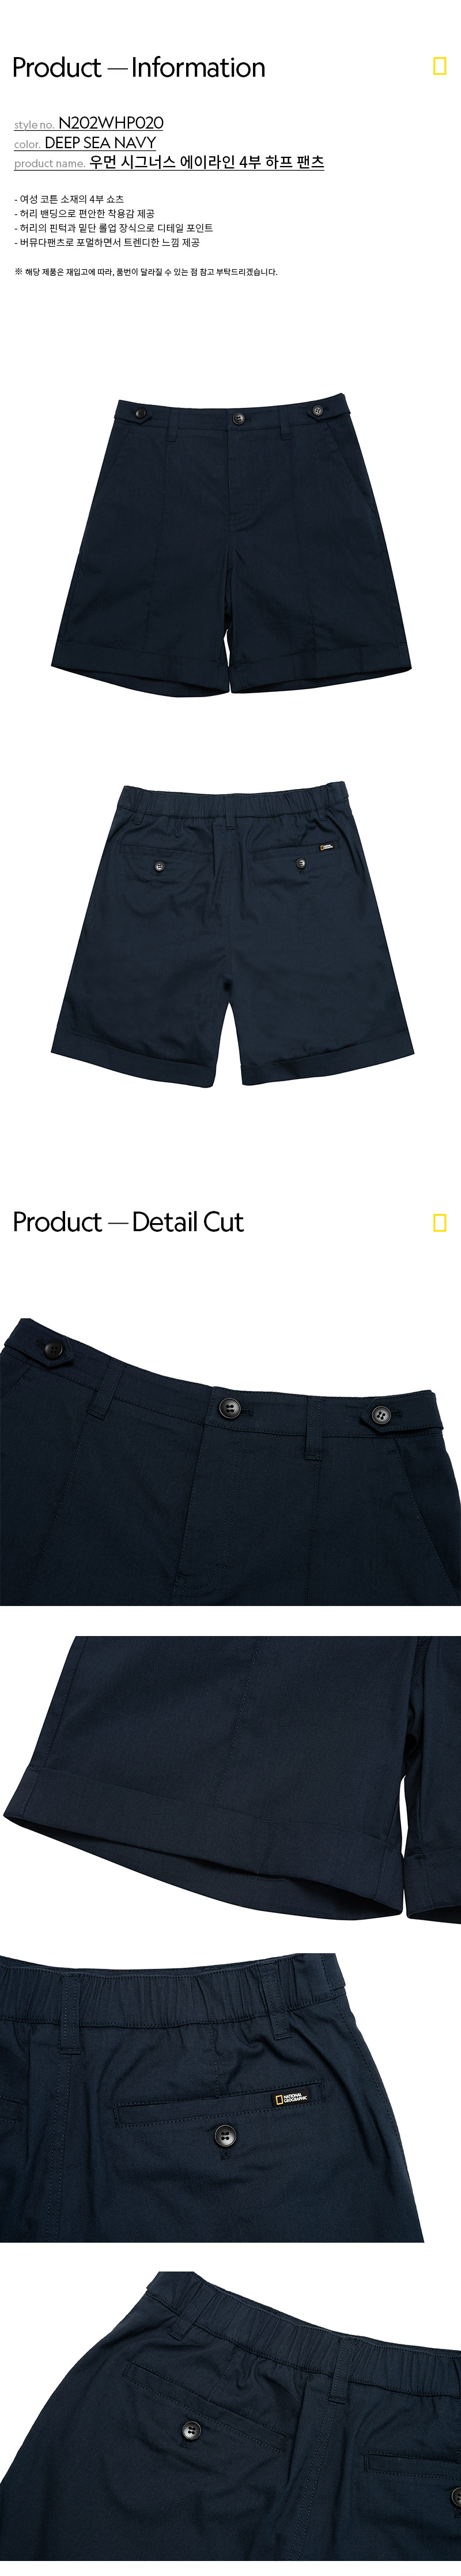 Product — Information
style no. N202WHP020
color. DEEP SEA NAVY
product name. 우먼 시그너스 에이라인 4부 하프 팬츠
- 여성 코튼 소재의 4부 쇼츠
- 허리 밴딩으로 편안한 착용감 제공
- 허리의 핀턱과 밑단 롤업 장식으로 디테일 포인트
- 버뮤다팬츠로 포멀하면서 트렌디한 느낌 제공
※ 해당 제품은 재입고에 따라, 품번이 달라질 수 있는 점 참고 부탁드리겠습니다.
Product — Detail Cut
NATIONAL
GEOGRAPHIC